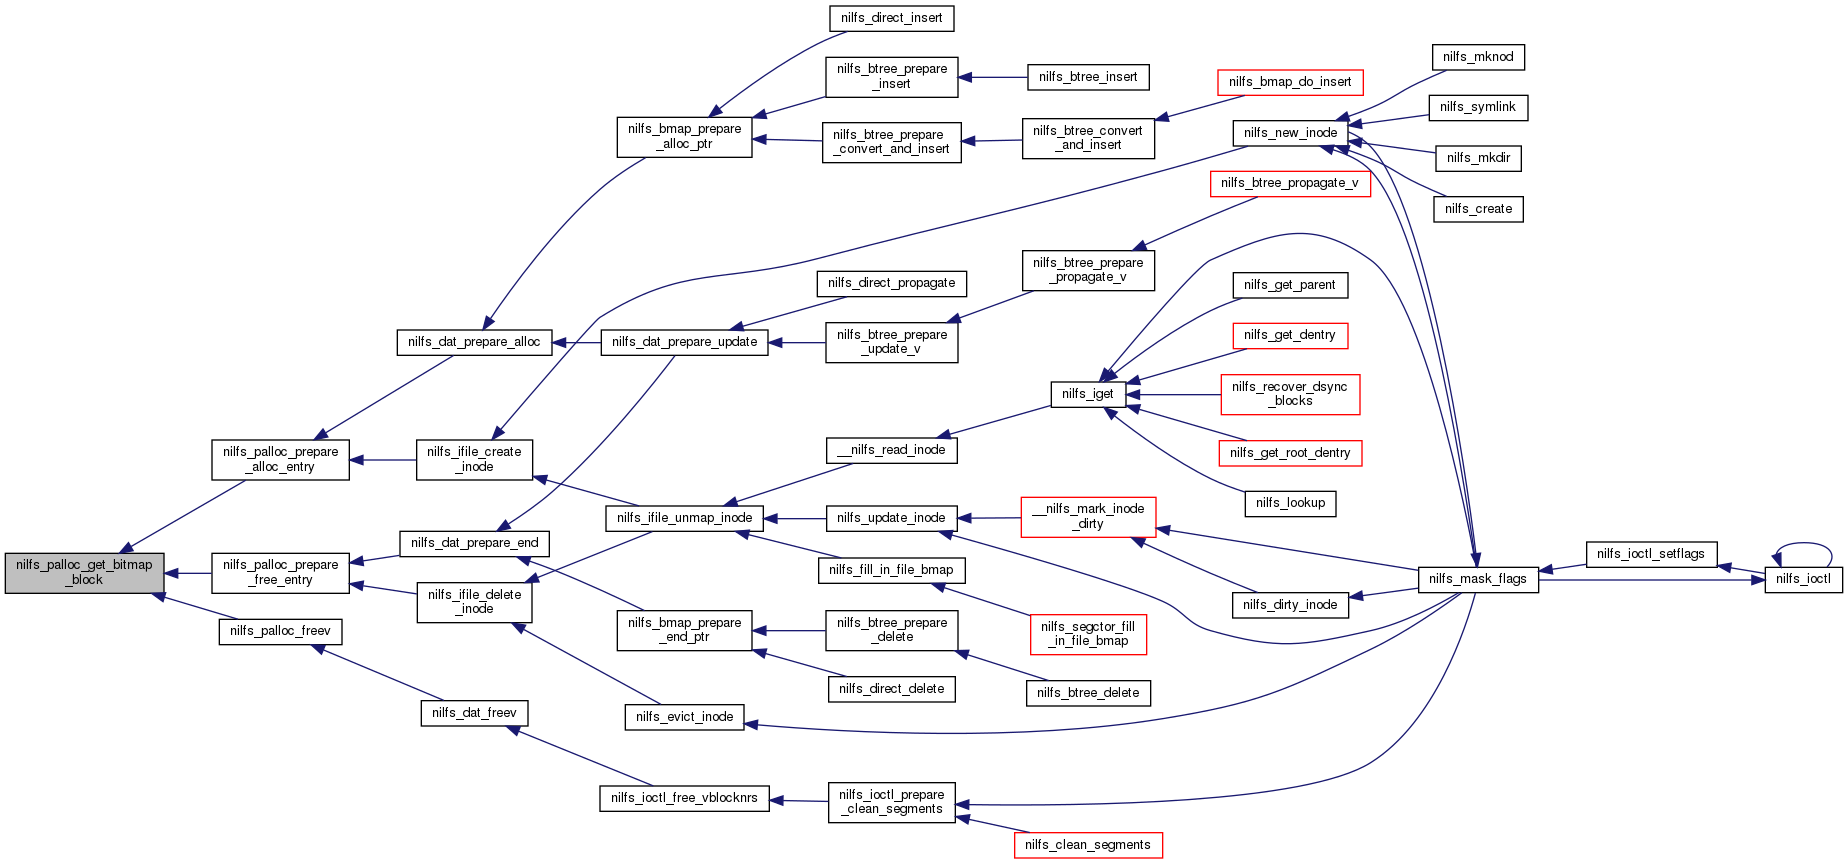 nilfs_palloc_get_bitmap
_block
nilfs_palloc_prepare
_alloc_entry
nilfs_palloc_prepare
_free_entry
nilfs_palloc_freev
nilfs_dat_prepare_alloc
nilfs_ifile_create
_inode
nilfs_dat_prepare_end
nilfs_ifile_delete
_inode
nilfs_dat_freev
nilfs_bmap_prepare
_alloc_ptr
nilfs_dat_prepare_update
nilfs_ifile_unmap_inode
nilfs_bmap_prepare
_end_ptr
nilfs_evict_inode
nilfs_ioctl_free_vblocknrs
nilfs_direct_insert
nilfs_btree_prepare
_insert
nilfs_btree_prepare
_convert_and_insert
nilfs_direct_propagate
nilfs_btree_prepare
_update_v
__nilfs_read_inode
nilfs_update_inode
nilfs_fill_in_file_bmap
nilfs_btree_prepare
_delete
nilfs_direct_delete
nilfs_ioctl_prepare
_clean_segments
nilfs_btree_insert
nilfs_btree_convert
_and_insert
nilfs_btree_prepare
_propagate_v
nilfs_iget
__nilfs_mark_inode
_dirty
nilfs_segctor_fill
_in_file_bmap
nilfs_btree_delete
nilfs_clean_segments
nilfs_bmap_do_insert
nilfs_new_inode
nilfs_btree_propagate_v
nilfs_get_parent
nilfs_get_dentry
nilfs_recover_dsync
_blocks
nilfs_get_root_dentry
nilfs_lookup
nilfs_dirty_inode
nilfs_mknod
nilfs_symlink
nilfs_mkdir
nilfs_create
nilfs_mask_flags
nilfs_ioctl_setflags
nilfs_ioctl